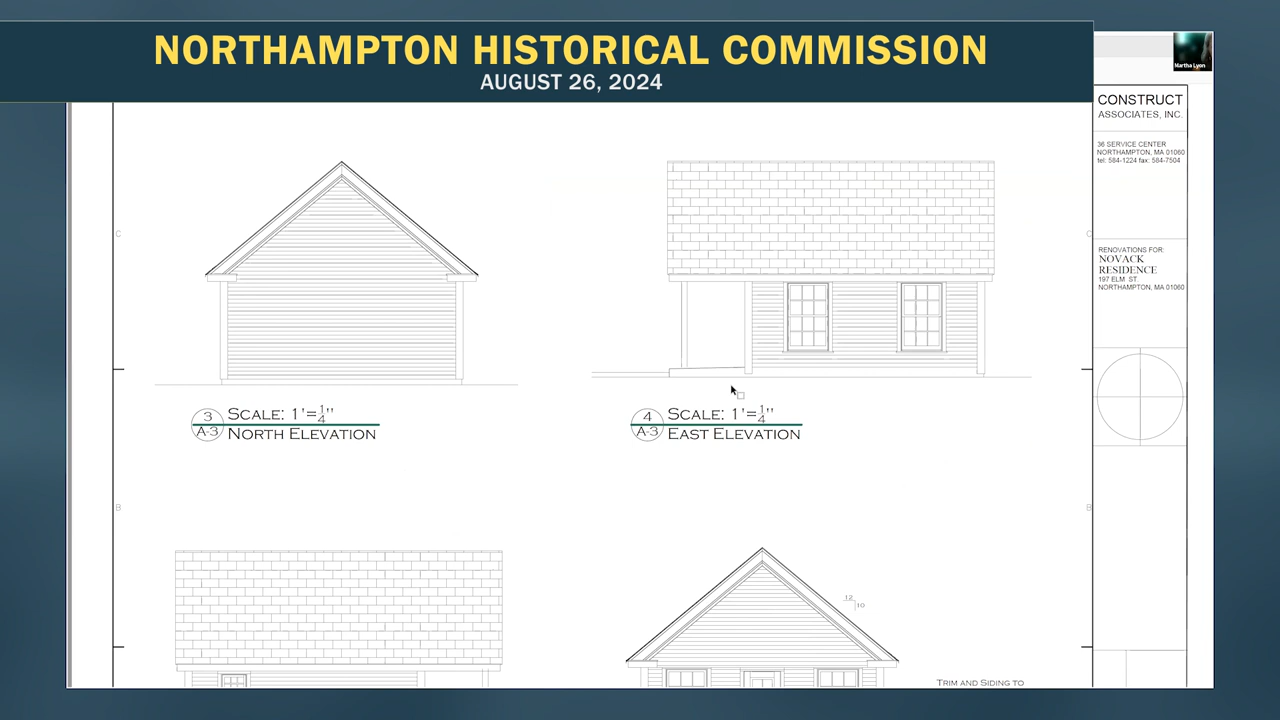 NORTHAMPTON HISTORICAL COMMISSION
AUGUST 26, 2024
Martha Lyon
CONSTRUCT
ASSOCIATES, INC.
36 SERVICE CENTER
NORTHAMPTON, MA 01060
tel: 584-1224 fax: 584-7504
RENOVATIONS FOR:
NOVACK
RESIDENCE
197 ELM ST
NORTHAMPTON, MA 01060
C
C
3
A-3
SCALE: 1'=1/4"
NORTH ELEVATION
4
A-3
SCALE: 1'=1/4"
EAST ELEVATION
B
B
12
10
TRIM AND SIDING TO